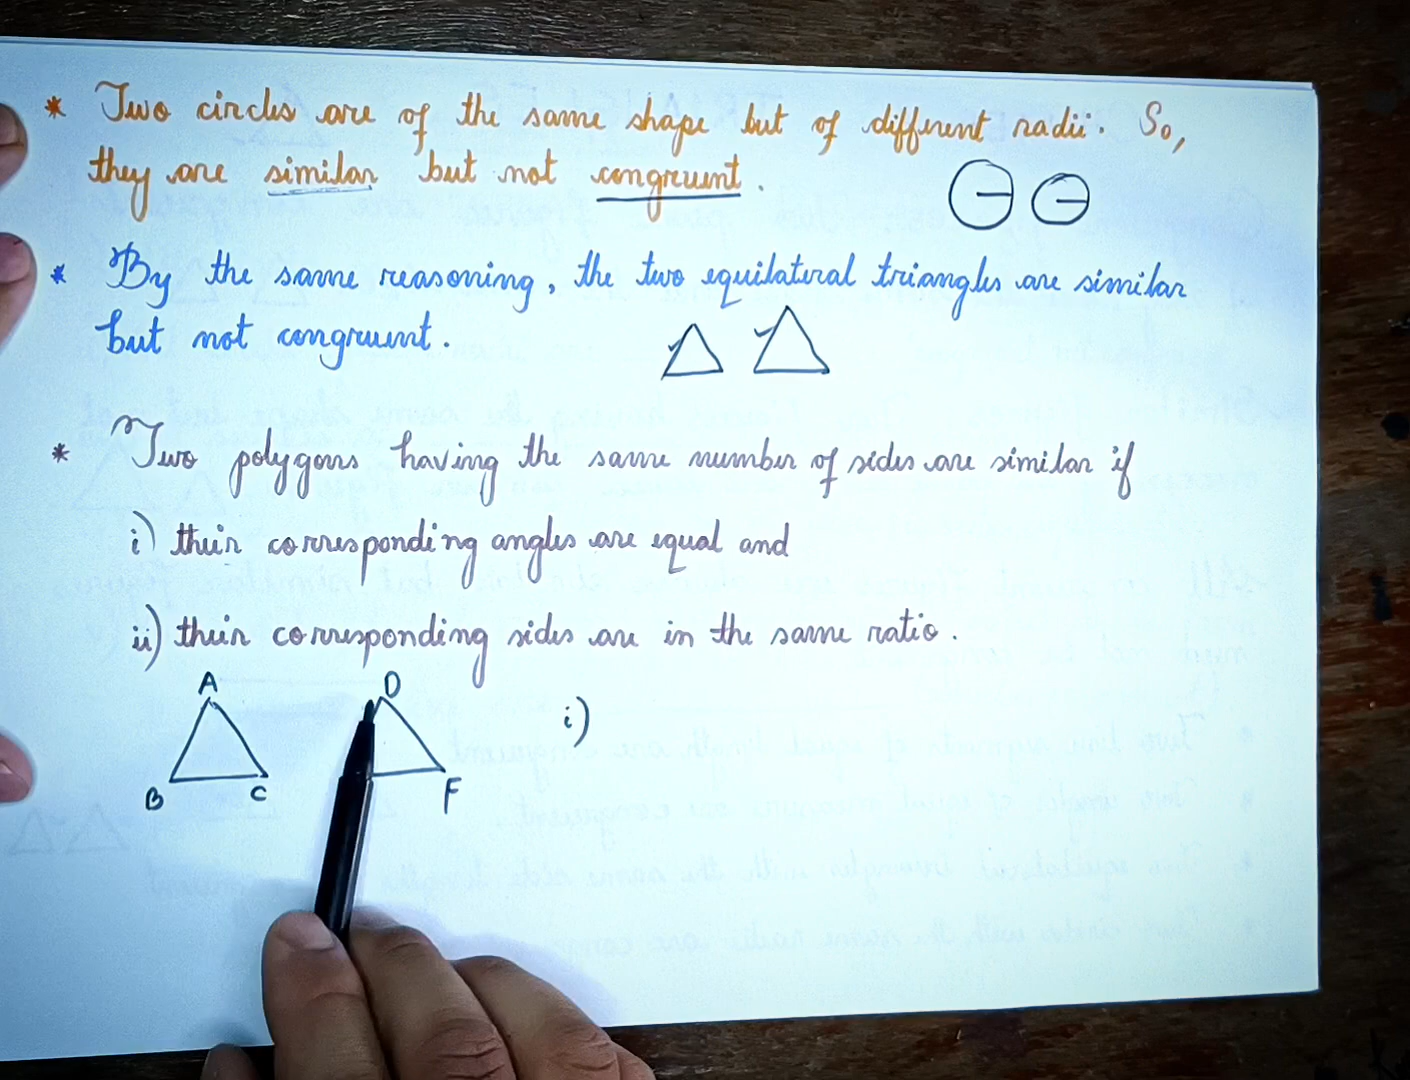 * Two circles are of the same shape but of different radii. So,
they are similar but not congruent.
* By the same reasoning, the two equilateral triangles are similar
but not congruent.
* Two polygons having the same number of sides are similar if
i) their corresponding angles are equal and
ii) their corresponding sides are in the same ratio.
A D i)
B C F